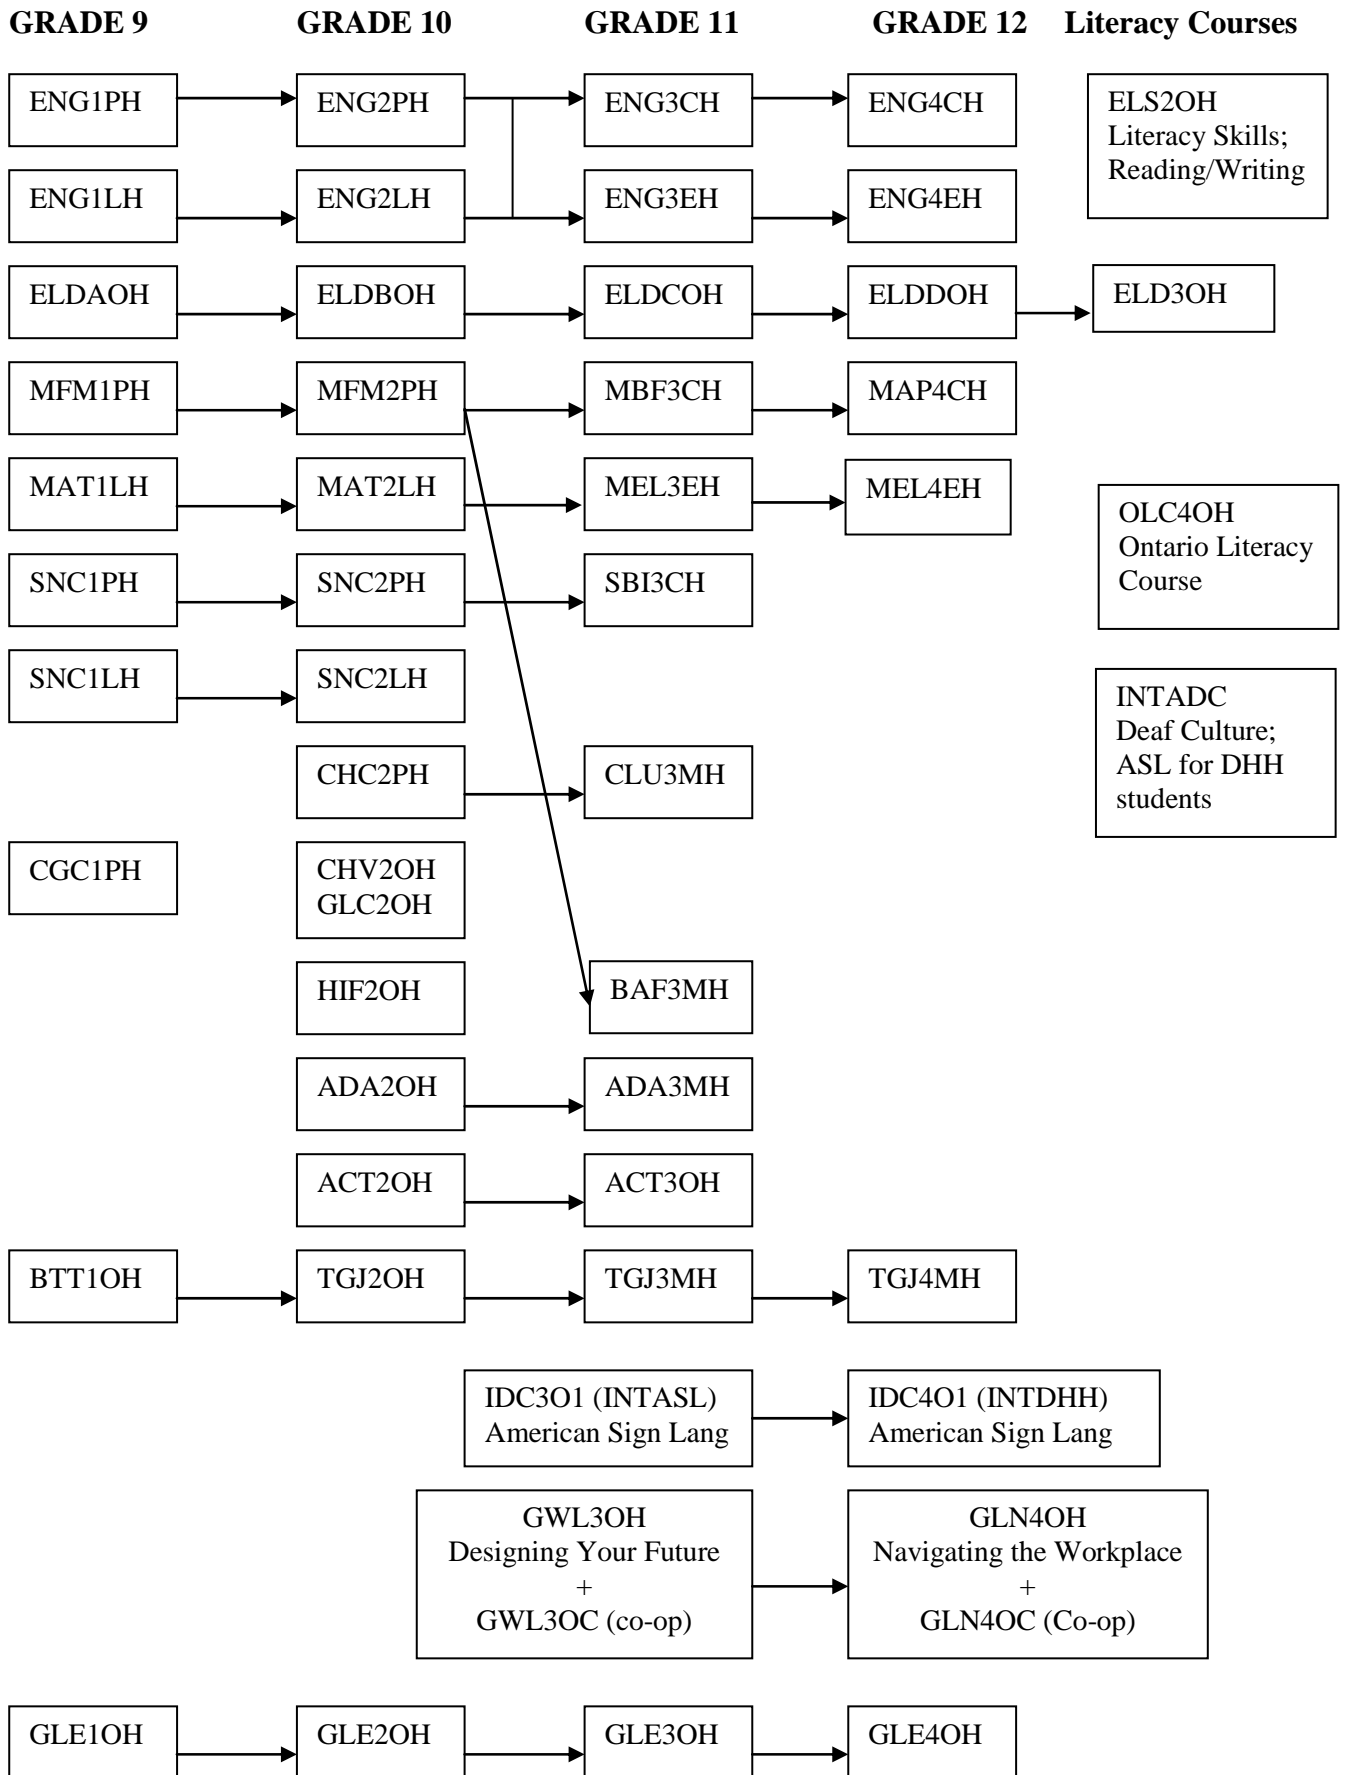 GRADE 9 GRADE 10 GRADE 11 GRADE 12 Literacy Courses
ENG1PH ENG2PH ENG3CH ENG4CH ELS2OH
Literacy Skills;
Reading/Writing
ENG1LH ENG2LH ENG3EH ENG4EH
ELDAOH ELDBOH ELDCOH ELDDOH ELD3OH
MFM1PH MFM2PH MBF3CH MAP4CH
MAT1LH MAT2LH MEL3EH MEL4EH
OLC4OH
Ontario Literacy
Course
SNC1PH SNC2PH SBI3CH
SNC1LH SNC2LH
INTADC
Deaf Culture;
ASL for DHH
students
CHC2PH CLU3MH
CGC1PH CHV2OH
GLC2OH
HIF2OH BAF3MH
ADA2OH ADA3MH
ACT2OH ACT3OH
BTT1OH TGJ2OH TGJ3MH TGJ4MH
IDC3O1 (INTASL)
American Sign Lang
IDC4O1 (INTDHH)
American Sign Lang
GWL3OH
Designing Your Future
+
GWL3OC (co-op)
GLN4OH
Navigating the Workplace
+
GLN4OC (Co-op)
GLE1OH GLE2OH GLE3OH GLE4OH